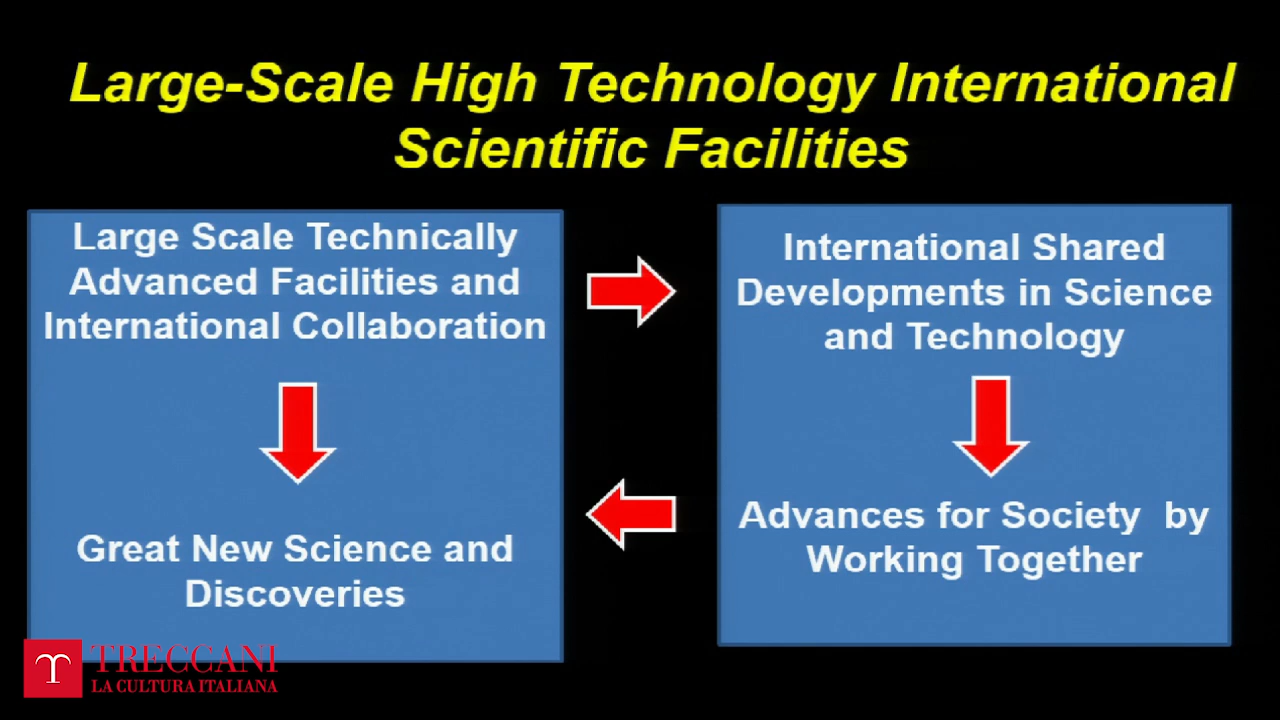 Large-Scale High Technology International
Scientific Facilities
Large Scale Technically
Advanced Facilities and
International Collaboration
Great New Science and
Discoveries
International Shared
Developments in Science
and Technology
Advances for Society by
Working Together
TRECCANI
LA CULTURA ITALIANA